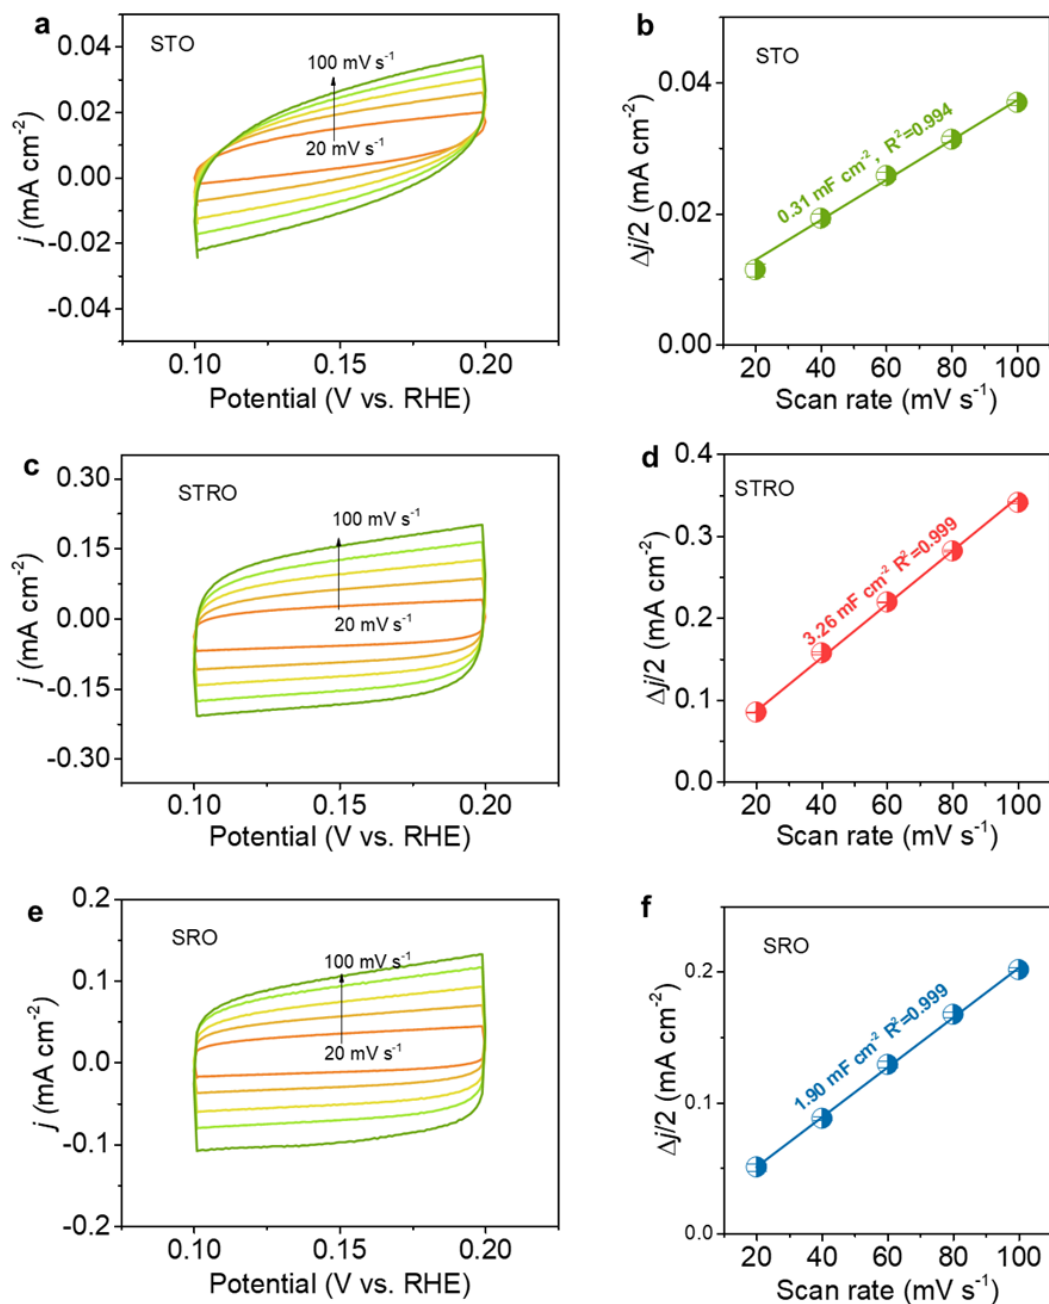 a
STO
100 mV s⁻¹
20 mV s⁻¹
0.04
0.02
0.00
-0.02
-0.04
j (mA cm⁻²)
0.10 0.15 0.20
Potential (V vs. RHE)
b
STO
0.31 mF cm⁻², R²=0.994
0.04
0.02
0.00
Δj/2 (mA cm⁻²)
20 40 60 80 100
Scan rate (mV s⁻¹)
c
STRO
100 mV s⁻¹
20 mV s⁻¹
0.30
0.15
0.00
-0.15
-0.30
j (mA cm⁻²)
0.10 0.15 0.20
Potential (V vs. RHE)
d
STRO
3.26 mF cm⁻² R²=0.999
0.4
0.3
0.2
0.1
0.0
Δj/2 (mA cm⁻²)
20 40 60 80 100
Scan rate (mV s⁻¹)
e
SRO
100 mV s⁻¹
20 mV s⁻¹
0.2
0.1
0.0
-0.1
-0.2
j (mA cm⁻²)
0.10 0.15 0.20
Potential (V vs. RHE)
f
SRO
1.90 mF cm⁻² R²=0.999
0.2
0.1
0.0
Δj/2 (mA cm⁻²)
20 40 60 80 100
Scan rate (mV s⁻¹)